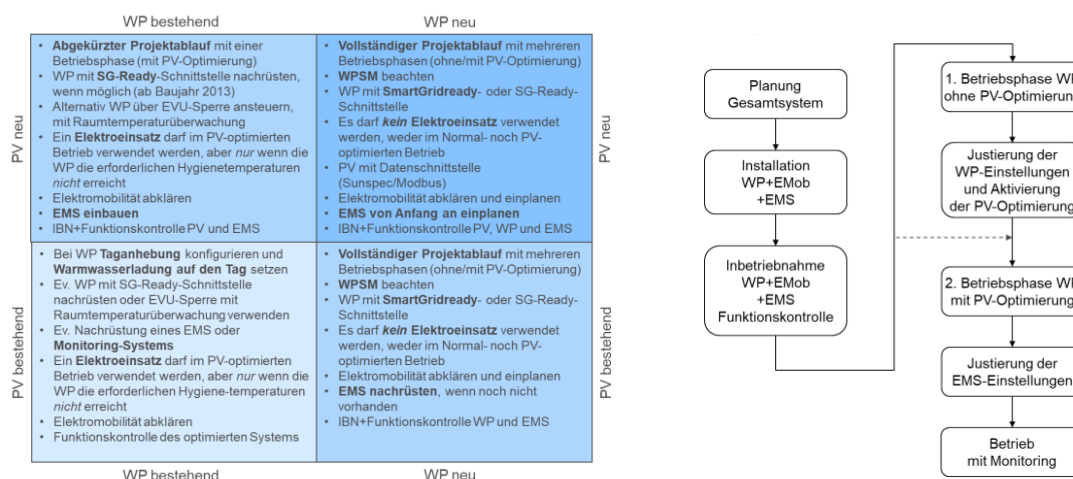 WP bestehend
WP neu
PV neu
• Abgekürzter Projektablauf mit einer
Betriebsphase (mit PV-Optimierung)
• WP mit SG-Ready-Schnittstelle nachrüsten,
wenn möglich (ab Baujahr 2013)
• Alternativ WP über EVU-Sperre ansteuern,
mit Raumtemperaturüberwachung
• Ein Elektroeinsatz darf im PV-optimierten
Betrieb verwendet werden, aber nur wenn die
WP die erforderlichen Hygienetemperaturen
nicht erreicht
• Elektromobilität abklären
• EMS einbauen
• IBN+Funktionskontrolle PV und EMS
• Vollständiger Projektablauf mit mehreren
Betriebsphasen (ohne/mit PV-Optimierung)
• WPSM beachten
• WP mit SmartGridready- oder SG-Ready-
Schnittstelle
• Es darf kein Elektroeinsatz verwendet
werden, weder im Normal- noch PV-
optimierten Betrieb
• PV mit Datenschnittstelle
(Sunspec/Modbus)
• Elektromobilität abklären und einplanen
• EMS von Anfang an einplanen
• IBN+Funktionskontrolle PV, WP und EMS
PV neu
PV bestehend
• Bei WP Taganhebung konfigurieren und
Warmwasserladung auf den Tag setzen
• Ev. WP mit SG-Ready-Schnittstelle
nachrüsten oder EVU-Sperre mit
Raumtemperaturüberwachung verwenden
• Ev. Nachrüstung eines EMS oder
Monitoring-Systems
• Ein Elektroeinsatz darf im PV-optimierten
Betrieb verwendet werden, aber nur wenn die
WP die erforderlichen Hygiene-temperaturen
nicht erreicht
• Elektromobilität abklären
• Funktionskontrolle des optimierten Systems
• Vollständiger Projektablauf mit mehreren
Betriebsphasen (ohne/mit PV-Optimierung)
• WPSM beachten
• WP mit SmartGridready- oder SG-Ready-
Schnittstelle
• Es darf kein Elektroeinsatz verwendet
werden, weder im Normal- noch PV-
optimierten Betrieb
• Elektromobilität abklären und einplanen
• EMS nachrüsten, wenn noch nicht
vorhanden
• IBN+Funktionskontrolle WP und EMS
PV bestehend
WP bestehend
WP neu
Planung
Gesamtsystem
Installation
WP+EMob
+EMS
Inbetriebnahme
WP+EMob
+EMS
Funktionskontrolle
1. Betriebsphase WP
ohne PV-Optimierung
Justierung der
WP-Einstellungen
und Aktivierung
der PV-Optimierung
2. Betriebsphase WP
mit PV-Optimierung
Justierung der
EMS-Einstellungen
Betrieb
mit Monitoring